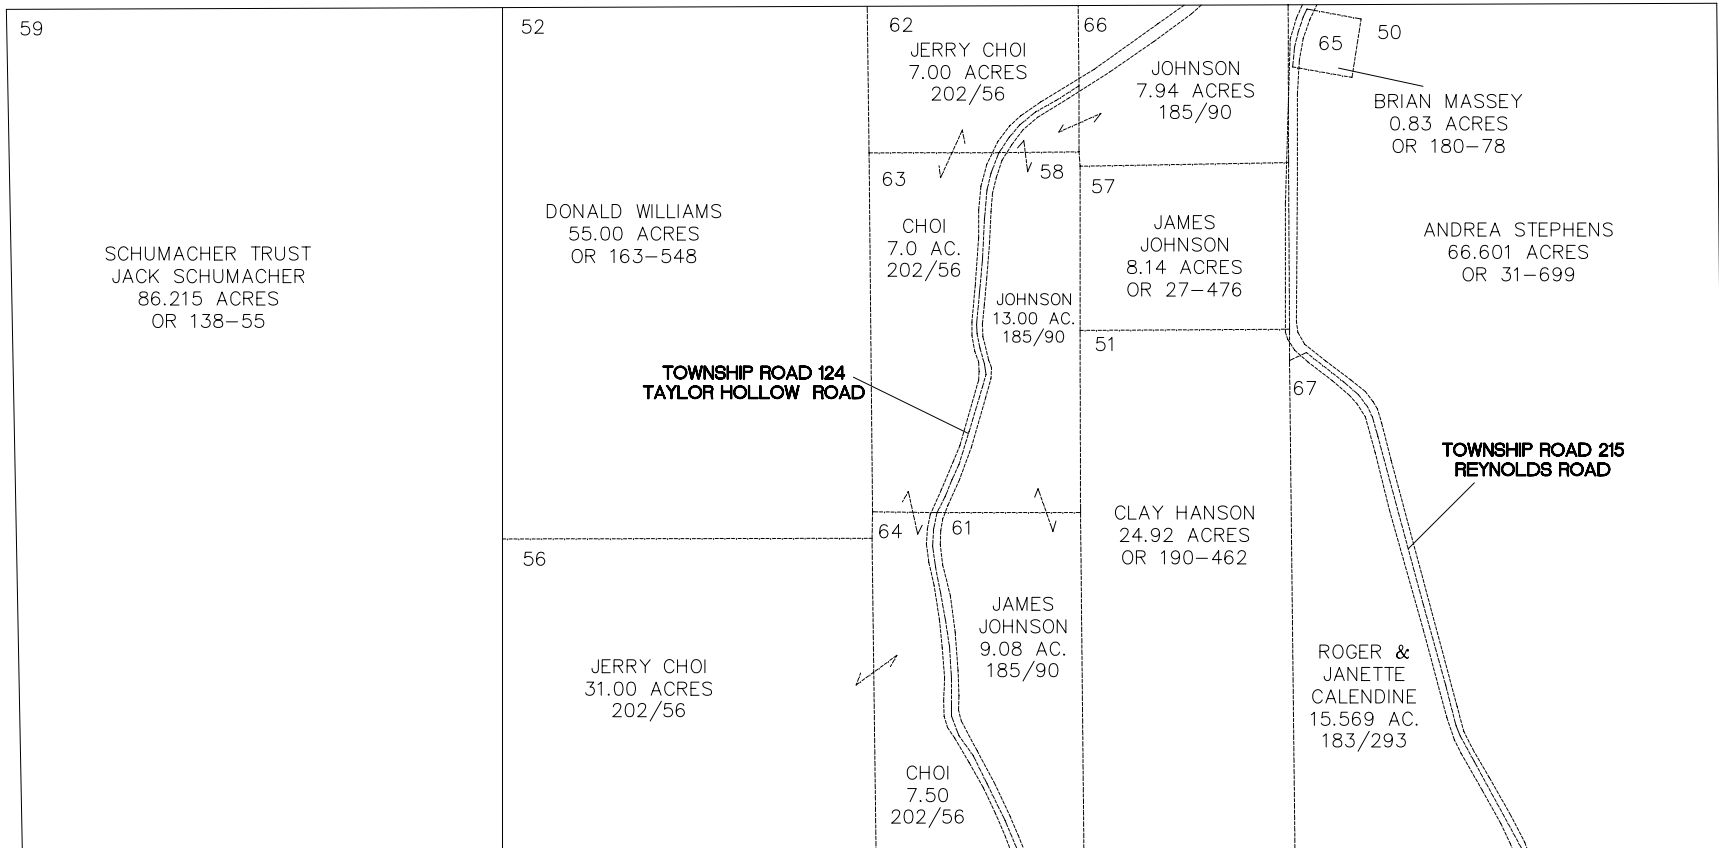 59
SCHUMACHER TRUST
JACK SCHUMACHER
86.215 ACRES
OR 138-55
52
DONALD WILLIAMS
55.00 ACRES
OR 163-548
TOWNSHIP ROAD 124
TAYLOR HOLLOW ROAD
56
JERRY CHOI
31.00 ACRES
202/56
62
JERRY CHOI
7.00 ACRES
202/56
63
CHOI
7.0 AC.
202/56
64
CHOI
7.50
202/56
58
JOHNSON
13.00 AC.
185/90
61
JAMES
JOHNSON
9.08 AC.
185/90
66
JOHNSON
7.94 ACRES
185/90
57
JAMES
JOHNSON
8.14 ACRES
OR 27-476
51
CLAY HANSON
24.92 ACRES
OR 190-462
65
50
BRIAN MASSEY
0.83 ACRES
OR 180-78
ANDREA STEPHENS
66.601 ACRES
OR 31-699
67
TOWNSHIP ROAD 215
REYNOLDS ROAD
ROGER &
JANETTE
CALENDINE
15.569 AC.
183/293